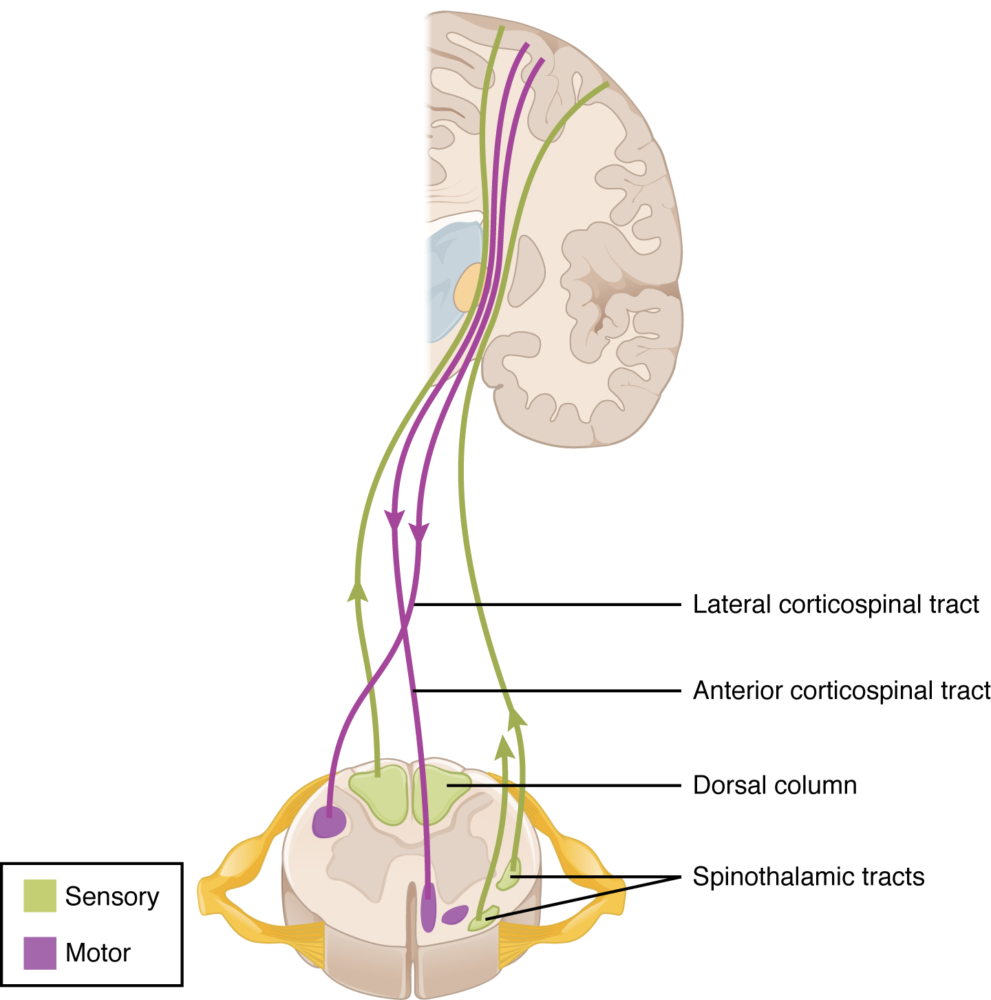 Lateral corticospinal tract
Anterior corticospinal tract
Dorsal column
Spinothalamic tracts
Sensory
Motor